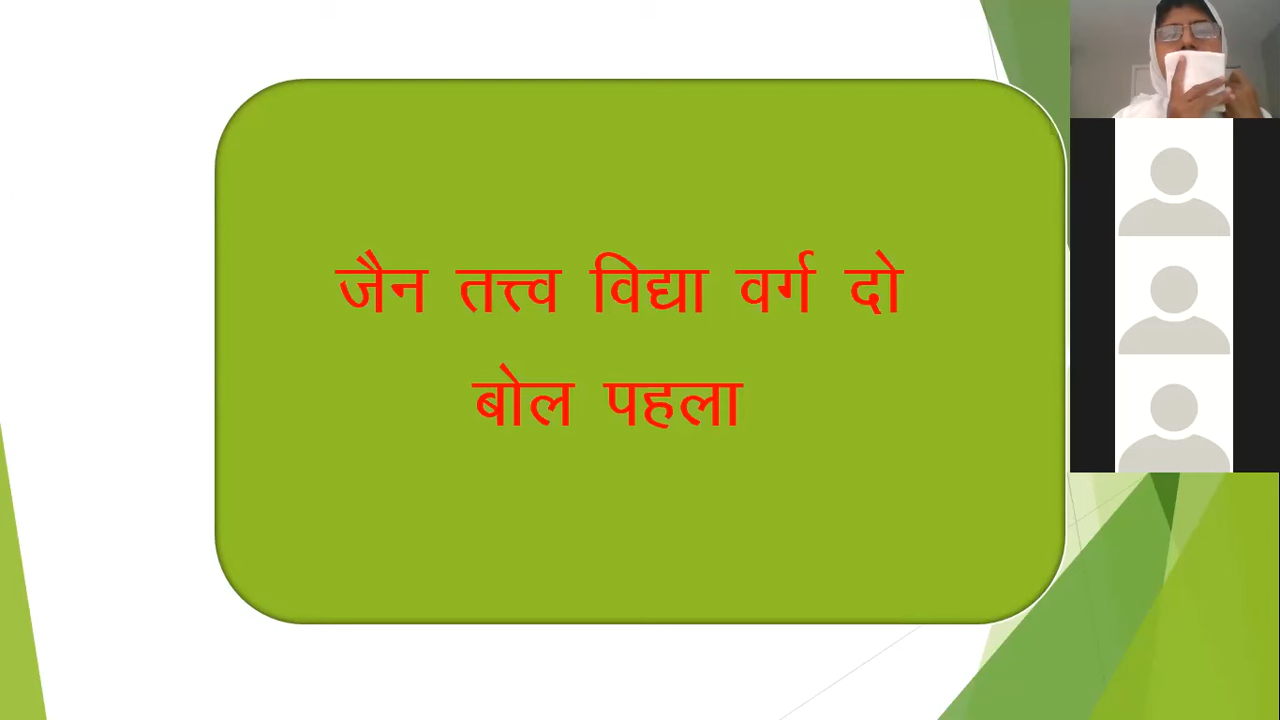 जैन तत्त्व विद्या वर्ग दो
बोल पहला